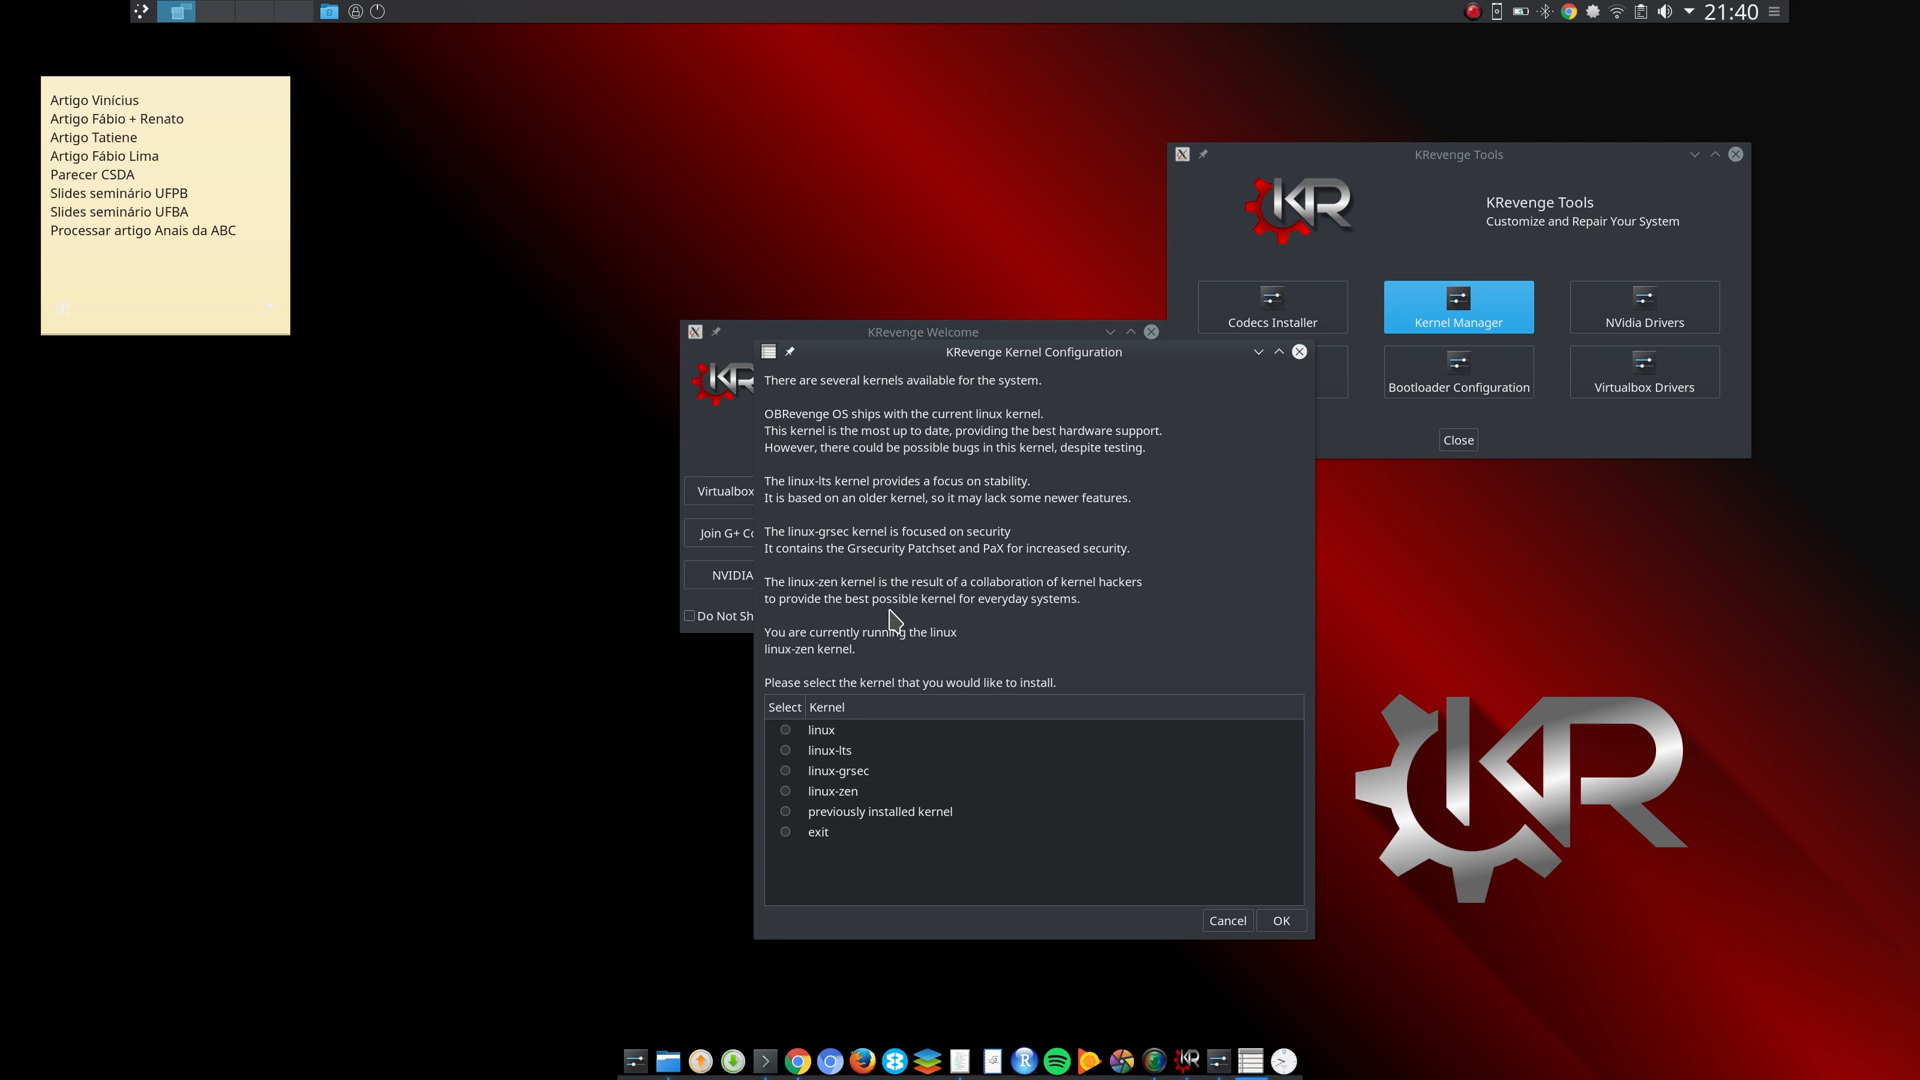 21:40
Artigo Vinícius
Artigo Fábio + Renato
Artigo Tatiene
Artigo Fábio Lima
Parecer CSDA
Slides seminário UFPB
Slides seminário UFBA
Processar artigo Anais da ABC
KRevenge Tools
KR
KRevenge Tools
Customize and Repair Your System
Codecs Installer
Kernel Manager
NVidia Drivers
Bootloader Configuration
Virtualbox Drivers
Close
KRevenge Welcome
KR
Virtualbox
Join G+ Co
NVIDIA
Do Not Sh
KRevenge Kernel Configuration
There are several kernels available for the system.
OBRevenge OS ships with the current linux kernel.
This kernel is the most up to date, providing the best hardware support.
However, there could be possible bugs in this kernel, despite testing.
The linux-lts kernel provides a focus on stability.
It is based on an older kernel, so it may lack some newer features.
The linux-grsec kernel is focused on security
It contains the Grsecurity Patchset and PaX for increased security.
The linux-zen kernel is the result of a collaboration of kernel hackers
to provide the best possible kernel for everyday systems.
You are currently running the linux
linux-zen kernel.
Please select the kernel that you would like to install.
Select Kernel
linux
linux-lts
linux-grsec
linux-zen
previously installed kernel
exit
Cancel OK
KR
R
KR